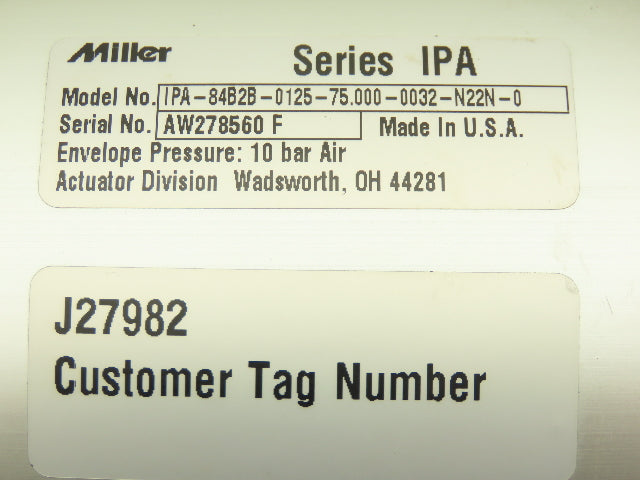 Miller
Series IPA
Model No. IPA-84B2B-0125-75.000-0032-N22N-0
Serial No. AW278560 F Made In U.S.A.
Envelope Pressure: 10 bar Air
Actuator Division Wadsworth, OH 44281
J27982
Customer Tag Number